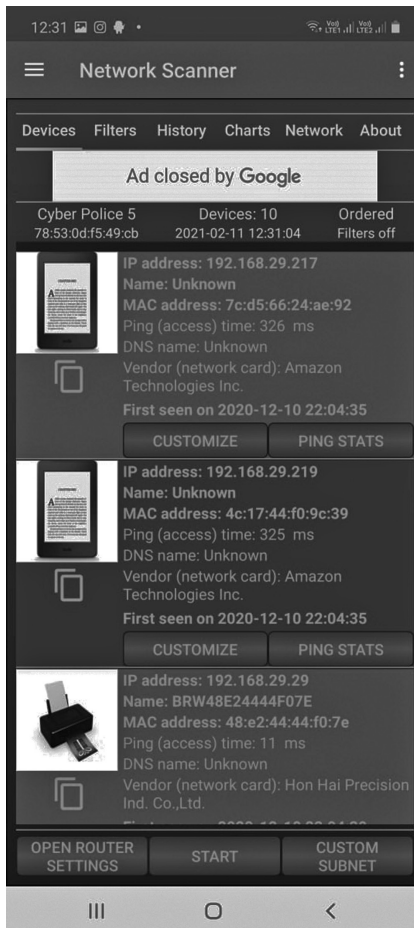 12:31
Vo)) LTE1 Vo)) LTE2
Network Scanner
Devices Filters History Charts Network About
Ad closed by Google
Cyber Police 5 Devices: 10 Ordered
78:53:0d:f5:49:cb 2021-02-11 12:31:04 Filters off
IP address: 192.168.29.217
Name: Unknown
MAC address: 7c:d5:66:24:ae:92
Ping (access) time: 326 ms
DNS name: Unknown
Vendor (network card): Amazon
Technologies Inc.
First seen on 2020-12-10 22:04:35
CUSTOMIZE PING STATS
IP address: 192.168.29.219
Name: Unknown
MAC address: 4c:17:44:f0:9c:39
Ping (access) time: 325 ms
DNS name: Unknown
Vendor (network card): Amazon
Technologies Inc.
First seen on 2020-12-10 22:04:35
CUSTOMIZE PING STATS
IP address: 192.168.29.29
Name: BRW48E24444F07E
MAC address: 48:e2:44:44:f0:7e
Ping (access) time: 11 ms
DNS name: Unknown
Vendor (network card): Hon Hai Precision
Ind. Co.,Ltd.
OPEN ROUTER SETTINGS
START
CUSTOM SUBNET